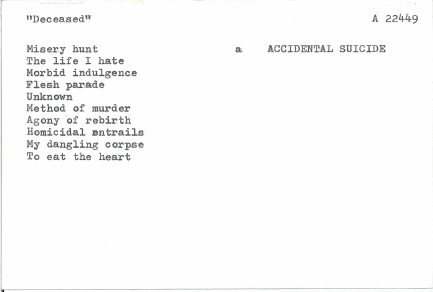 "Deceased" A 22449
Misery hunt a ACCIDENTAL SUICIDE
The life I hate
Morbid indulgence
Flesh parade
Unknown
Method of murder
Agony of rebirth
Homicidal entrails
My dangling corpse
To eat the heart